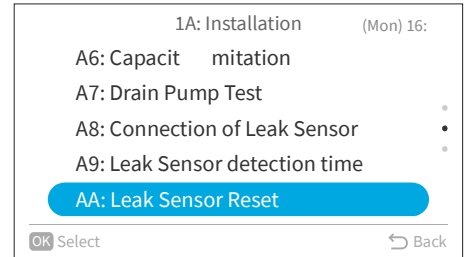 1A: Installation (Mon) 16:
A6: Capacit mitation
A7: Drain Pump Test
A8: Connection of Leak Sensor
A9: Leak Sensor detection time
AA: Leak Sensor Reset
OK Select Back